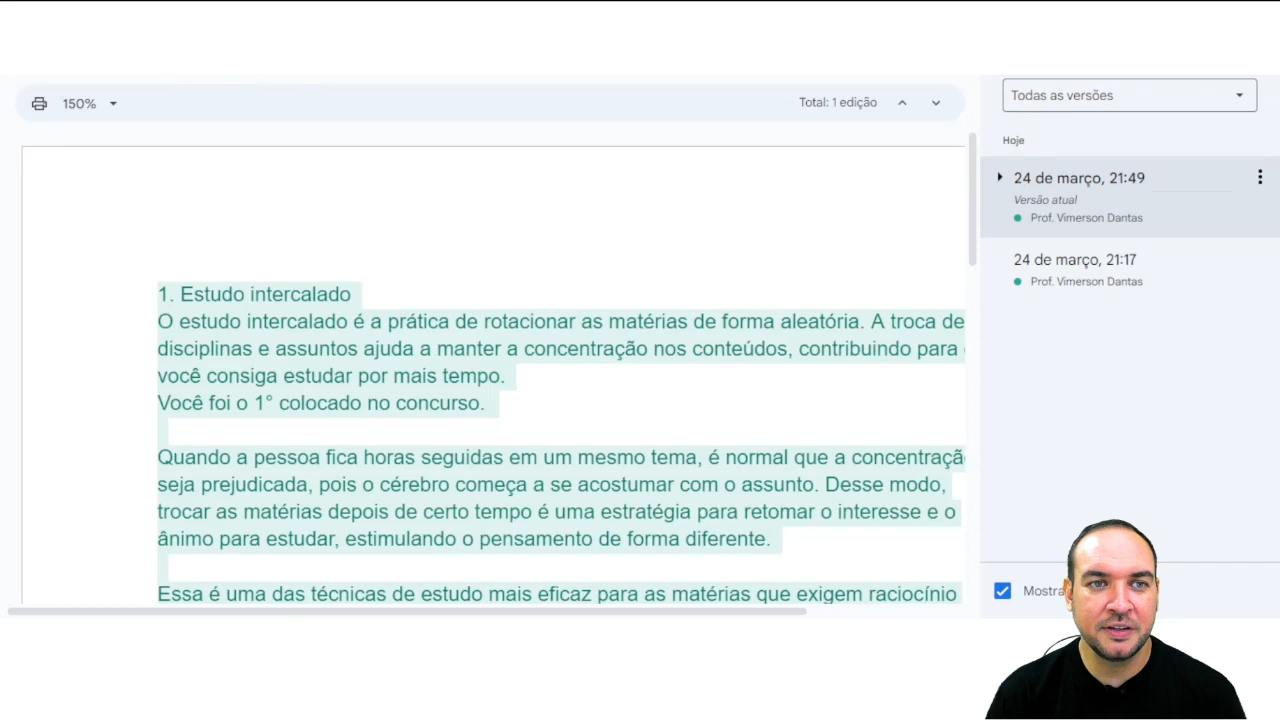 150%
Total: 1 edição
Todas as versões
Hoje
24 de março, 21:49
Versão atual
Prof. Vimerson Dantas
24 de março, 21:17
Prof. Vimerson Dantas
1. Estudo intercalado
O estudo intercalado é a prática de rotacionar as matérias de forma aleatória. A troca de
disciplinas e assuntos ajuda a manter a concentração nos conteúdos, contribuindo para
você consiga estudar por mais tempo.
Você foi o 1° colocado no concurso.
Quando a pessoa fica horas seguidas em um mesmo tema, é normal que a concentraçã
seja prejudicada, pois o cérebro começa a se acostumar com o assunto. Desse modo,
trocar as matérias depois de certo tempo é uma estratégia para retomar o interesse e o
ânimo para estudar, estimulando o pensamento de forma diferente.
Essa é uma das técnicas de estudo mais eficaz para as matérias que exigem raciocínio
Mostra